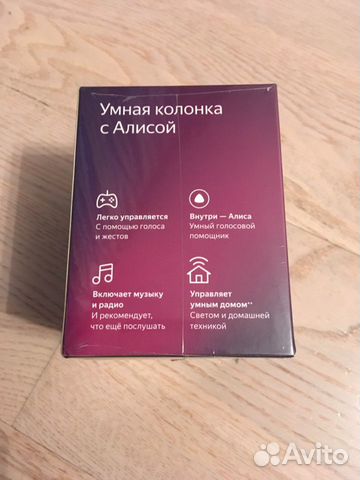 Умная колонка
с Алисой
Легко управляется
С помощью голоса
и жестов
Внутри — Алиса
Умный голосовой
помощник
Включает музыку
и радио
И рекомендует,
что ещё послушать
Управляет
умным домом**
Светом и домашней
техникой
Avito